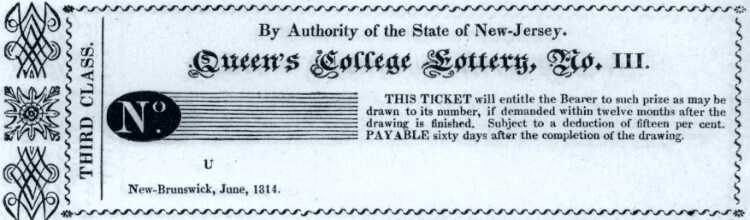 THIRD CLASS.
By Authority of the State of New-Jersey.
Queen's College Lottery, No. III.
No.
THIS TICKET will entitle the Bearer to such prize as may be
drawn to its number, if demanded within twelve months after the
drawing is finished. Subject to a deduction of fifteen per cent.
PAYABLE sixty days after the completion of the drawing.
U
New-Brunswick, June, 1814.